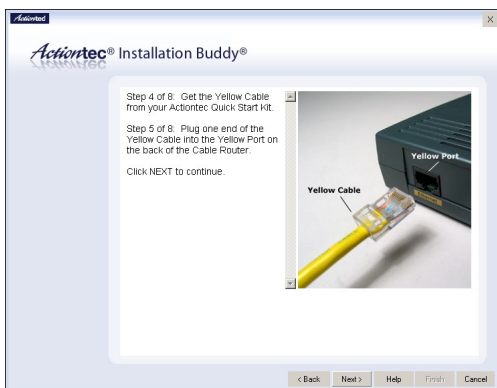 Actiontec
X
Actiontec® Installation Buddy®
Step 4 of 8: Get the Yellow Cable
from your Actiontec Quick Start Kit.
Step 5 of 8: Plug one end of the
Yellow Cable into the Yellow Port on
the back of the Cable Router.
Click NEXT to continue.
Yellow Port
Yellow Cable
Ethernet
< Back
Next >
Help
Finish
Cancel